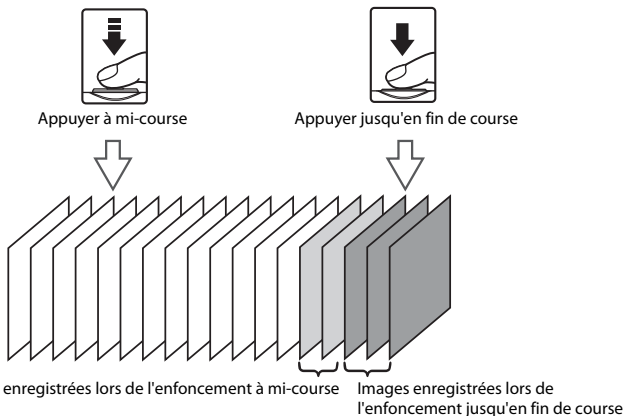 Appuyer à mi-course
Appuyer jusqu'en fin de course
enregistrées lors de l'enfoncement à mi-course
Images enregistrées lors de
l'enfoncement jusqu'en fin de course